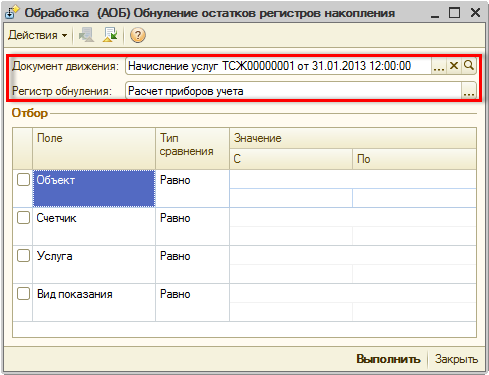 Обработка (АОБ) Обнуление остатков регистров накопления
Действия
Документ движения: Начисление услуг ТСЖ00000001 от 31.01.2013 12:00:00
Регистр обнуления: Расчет приборов учета
Отбор
Поле Тип сравнения Значение
С По
Объект Равно
Счетчик Равно
Услуга Равно
Вид показания Равно
Выполнить Закрыть